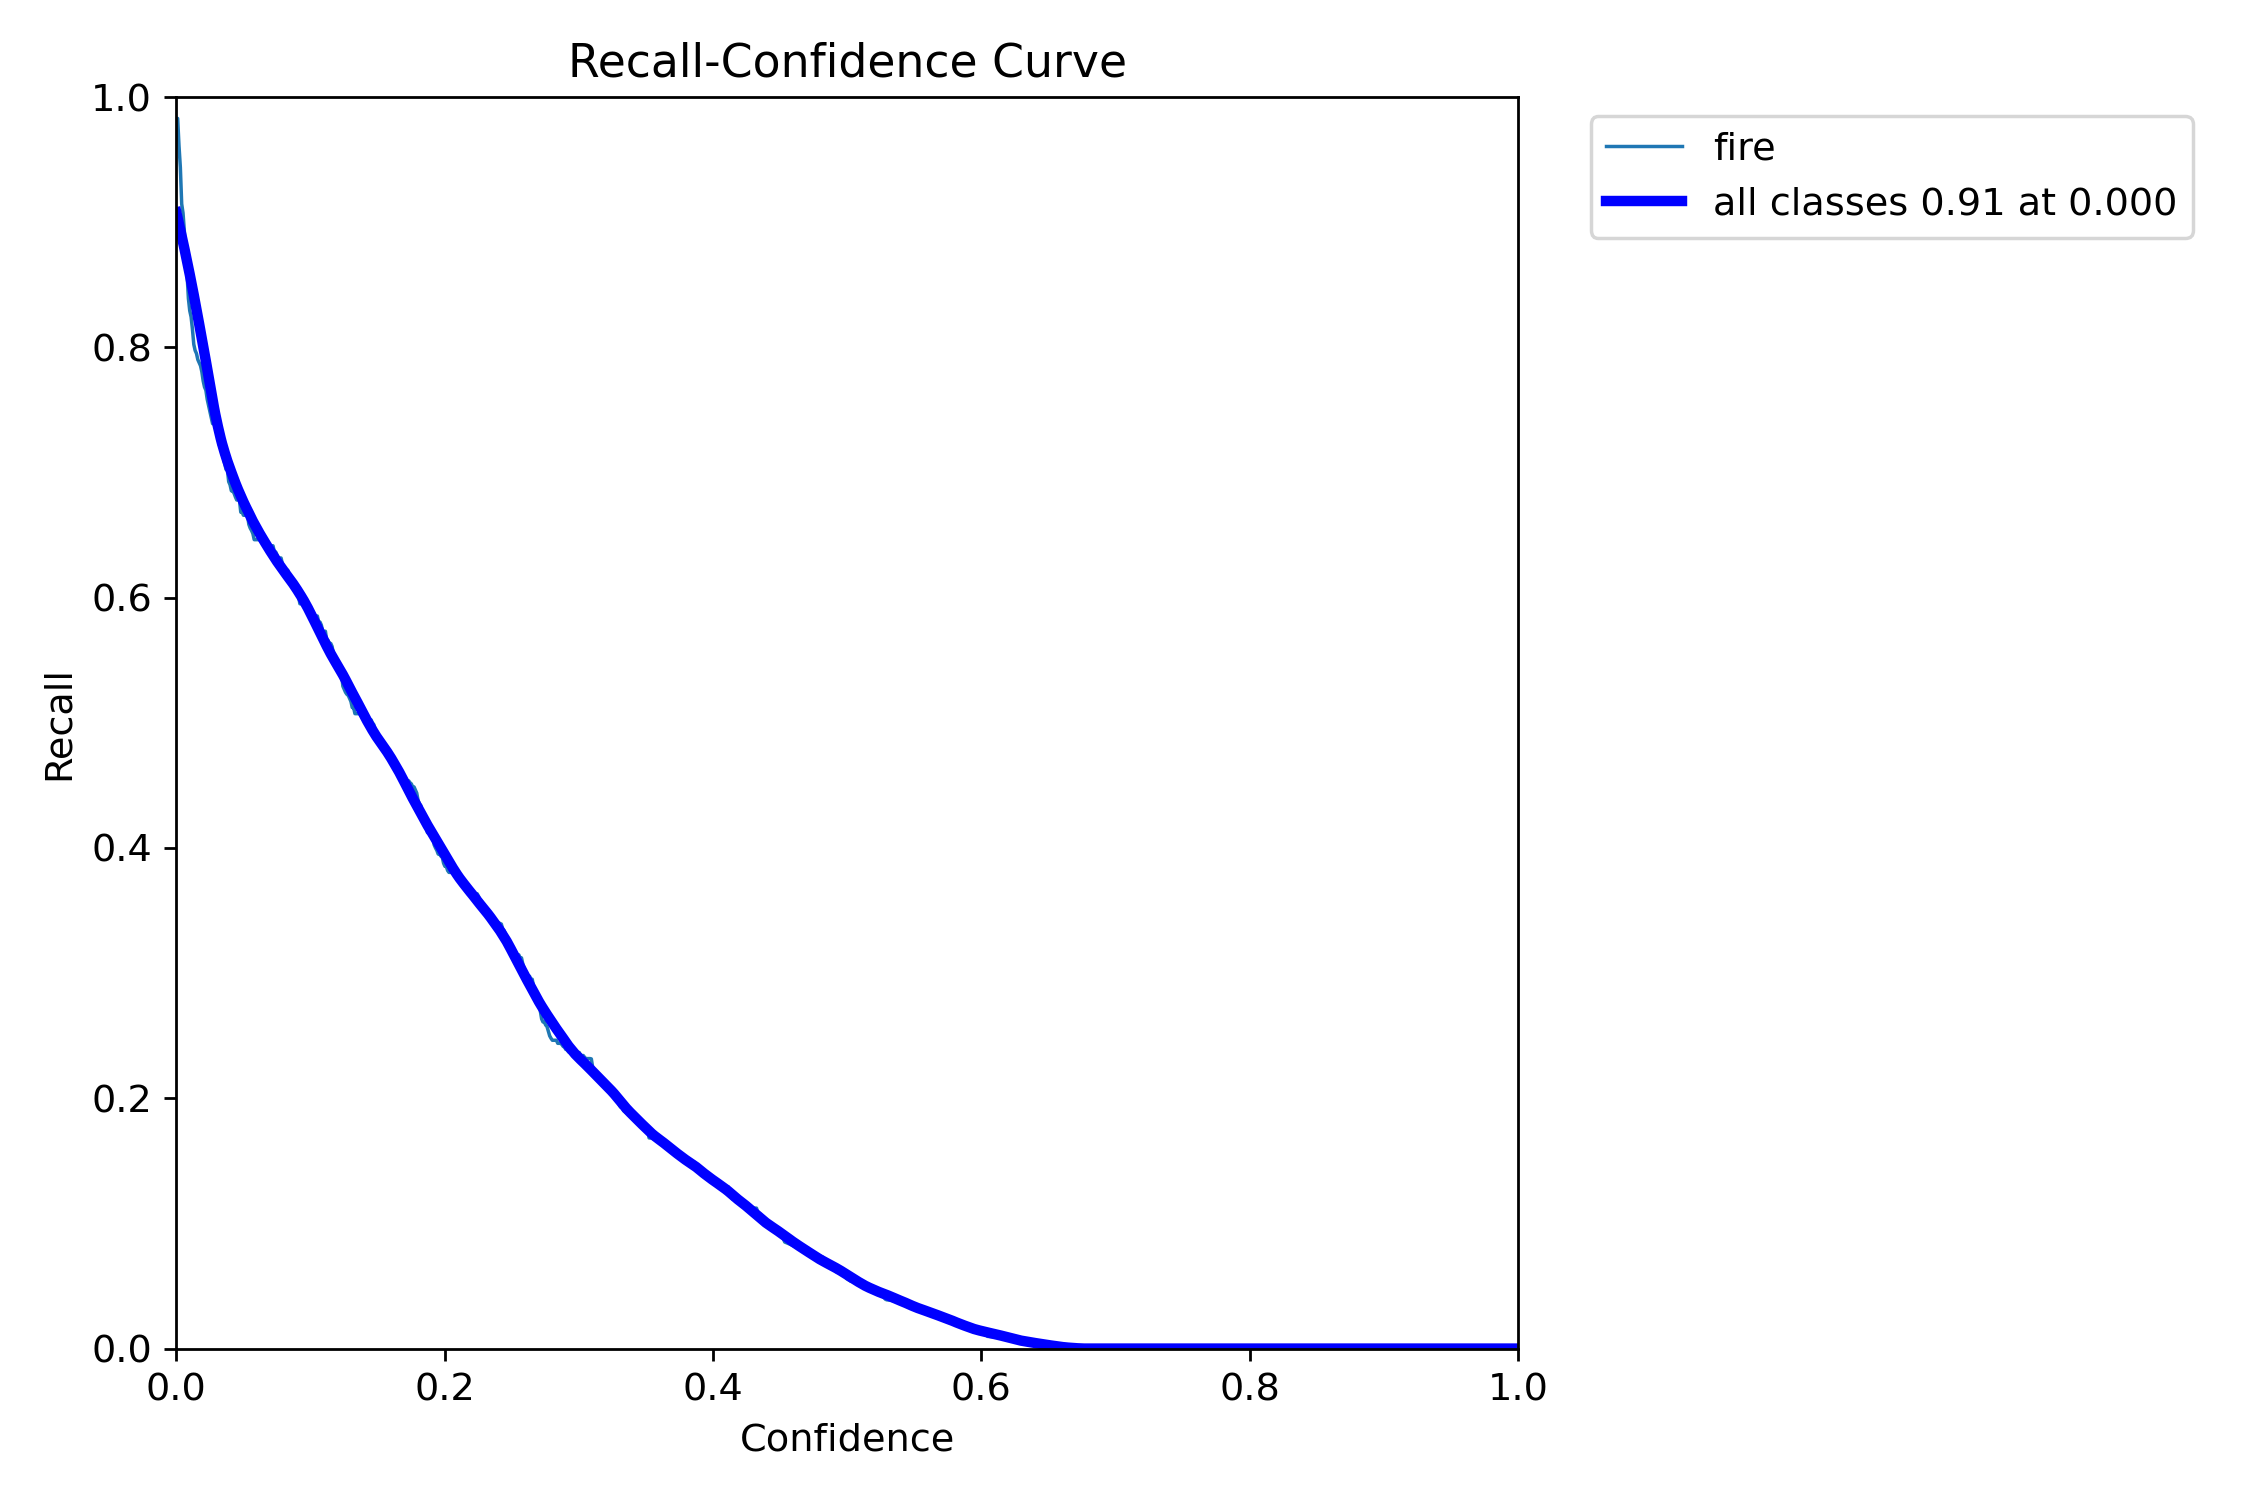 Recall-Confidence Curve
fire
all classes 0.91 at 0.000
1.0
0.8
0.6
0.4
0.2
0.0
Recall
0.0 0.2 0.4 0.6 0.8 1.0
Confidence